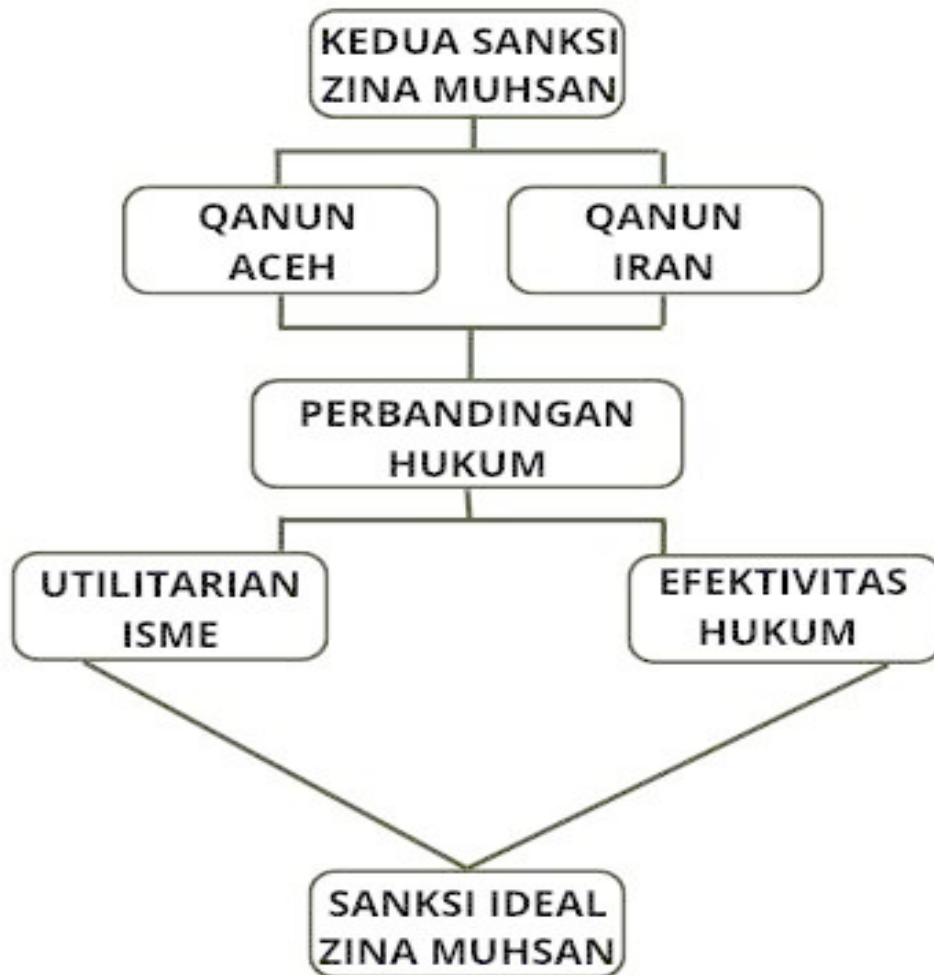 KEDUA SANKSI
ZINA MUHSAN
QANUN
ACEH
QANUN
IRAN
PERBANDINGAN
HUKUM
UTILITARIAN
ISME
EFEKTIVITAS
HUKUM
SANKSI IDEAL
ZINA MUHSAN